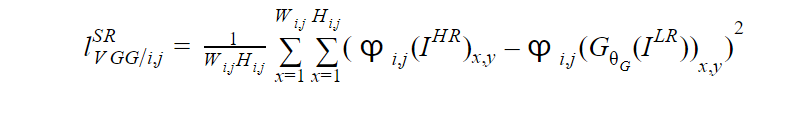 l^{SR}_{VGG/i,j} = \frac{1}{W_{i,j}H_{i,j}} \sum_{x=1}^{W_{i,j}} \sum_{x=1}^{H_{i,j}} ( φ_{i,j}(I^{HR})_{x,y} – φ_{i,j}(G_{θ_G}(I^{LR}))_{x,y})^2